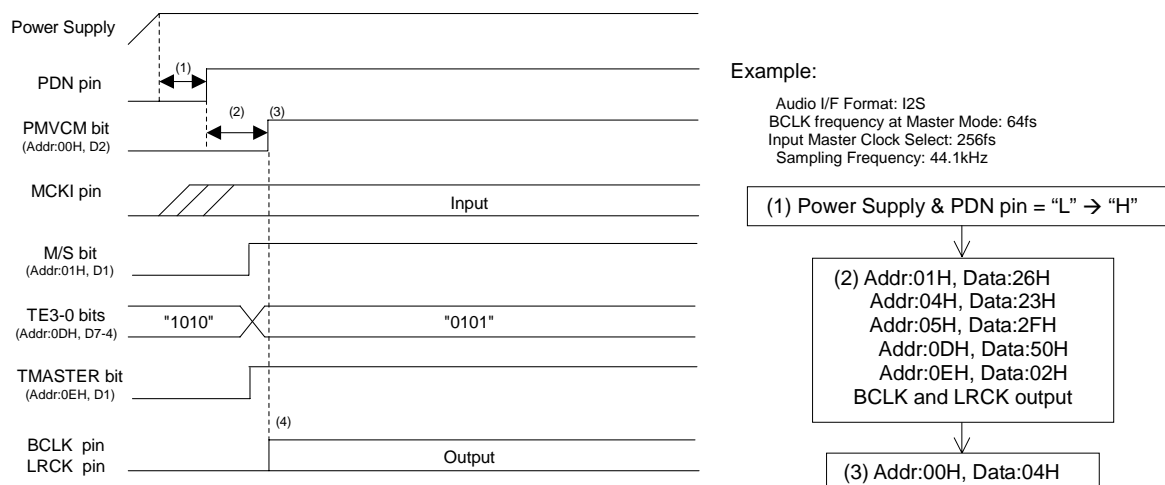 Power Supply
(1)
PDN pin
(2)
(3)
PMVCM bit
(Addr:00H, D2)
MCKI pin
Input
M/S bit
(Addr:01H, D1)
TE3-0 bits
(Addr:0DH, D7-4)
"1010"
"0101"
TMASTER bit
(Addr:0EH, D1)
(4)
BCLK pin
LRCK pin
Output
Example:
Audio I/F Format: I2S
BCLK frequency at Master Mode: 64fs
Input Master Clock Select: 256fs
Sampling Frequency: 44.1kHz
(1) Power Supply & PDN pin = “L” → “H”
(2) Addr:01H, Data:26H
Addr:04H, Data:23H
Addr:05H, Data:2FH
Addr:0DH, Data:50H
Addr:0EH, Data:02H
BCLK and LRCK output
(3) Addr:00H, Data:04H